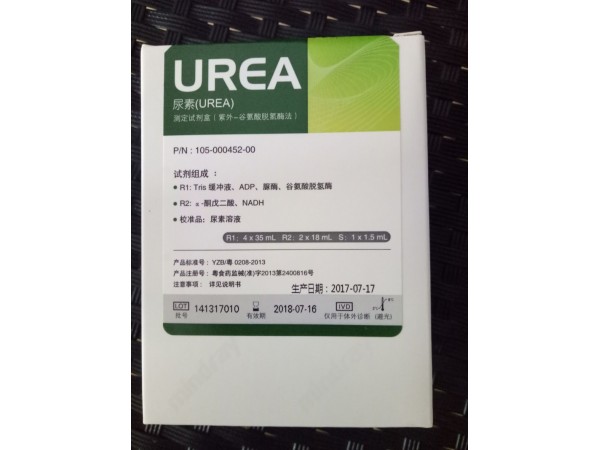 UREA
尿素(UREA)
测定试剂盒（紫外-谷氨酸脱氢酶法）
P/N : 105-000452-00
试剂组成 :
R1: Tris 缓冲液、ADP、脲酶、谷氨酸脱氢酶
R2: α-酮戊二酸、NADH
校准品: 尿素溶液
R1: 4 x 35 mL R2: 2 x 18 mL S: 1 x 1.5 mL
产品标准号: YZB/粤 0208-2013
产品注册号: 粤食药监械(准)字2013第2400816号
注意事项: 详见说明书
生产日期: 2017-07-17
LOT 141317010 2018-07-16 IVD
批号 有效期 仅用于体外诊断 (避光)